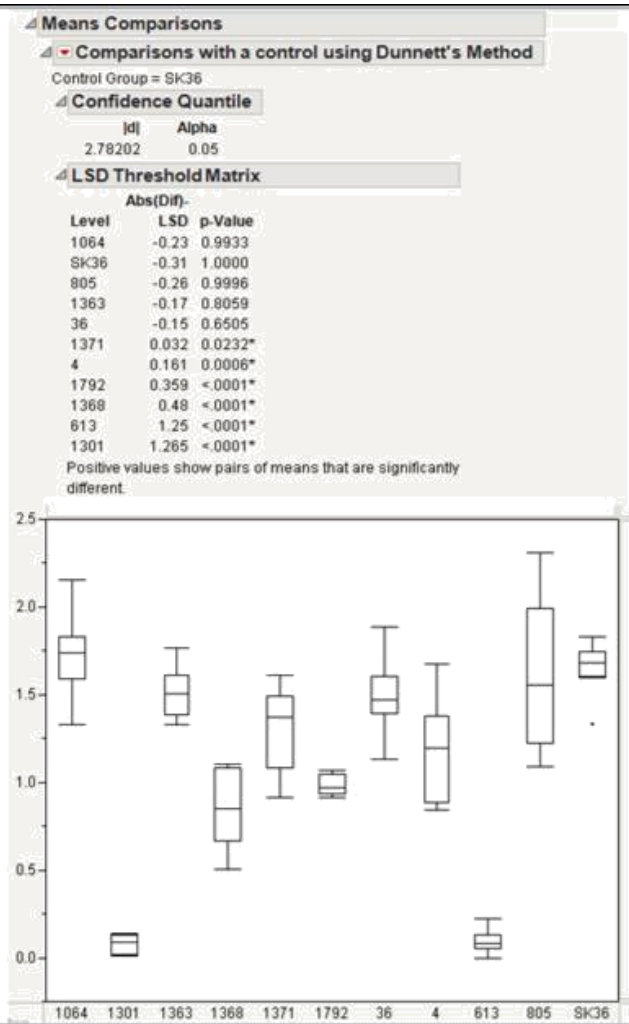 Means Comparisons
Comparisons with a control using Dunnett's Method
Control Group = SK36
Confidence Quantile
|d| Alpha
2.78202 0.05
LSD Threshold Matrix
Abs(Dif)-
Level LSD p-Value
1064 -0.23 0.9933
SK36 -0.31 1.0000
805 -0.26 0.9996
1363 -0.17 0.8059
36 -0.15 0.6505
1371 0.032 0.0232*
4 0.161 0.0006*
1792 0.359 <.0001*
1368 0.48 <.0001*
613 1.25 <.0001*
1301 1.265 <.0001*
Positive values show pairs of means that are significantly
different.
2.5
2.0
1.5
1.0
0.5
0.0
1064 1301 1363 1368 1371 1792 36 4 613 805 SK36